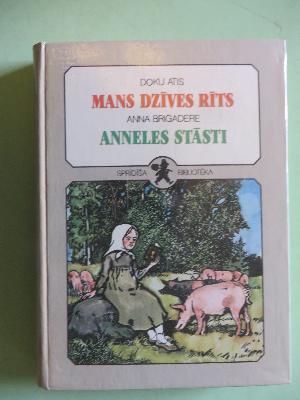 DOKU ATIS
MANS DZĪVES RĪTS
ANNA BRIGADERE
ANNELES STĀSTI
SPRĪDĪŠA BIBLIOTĒKA